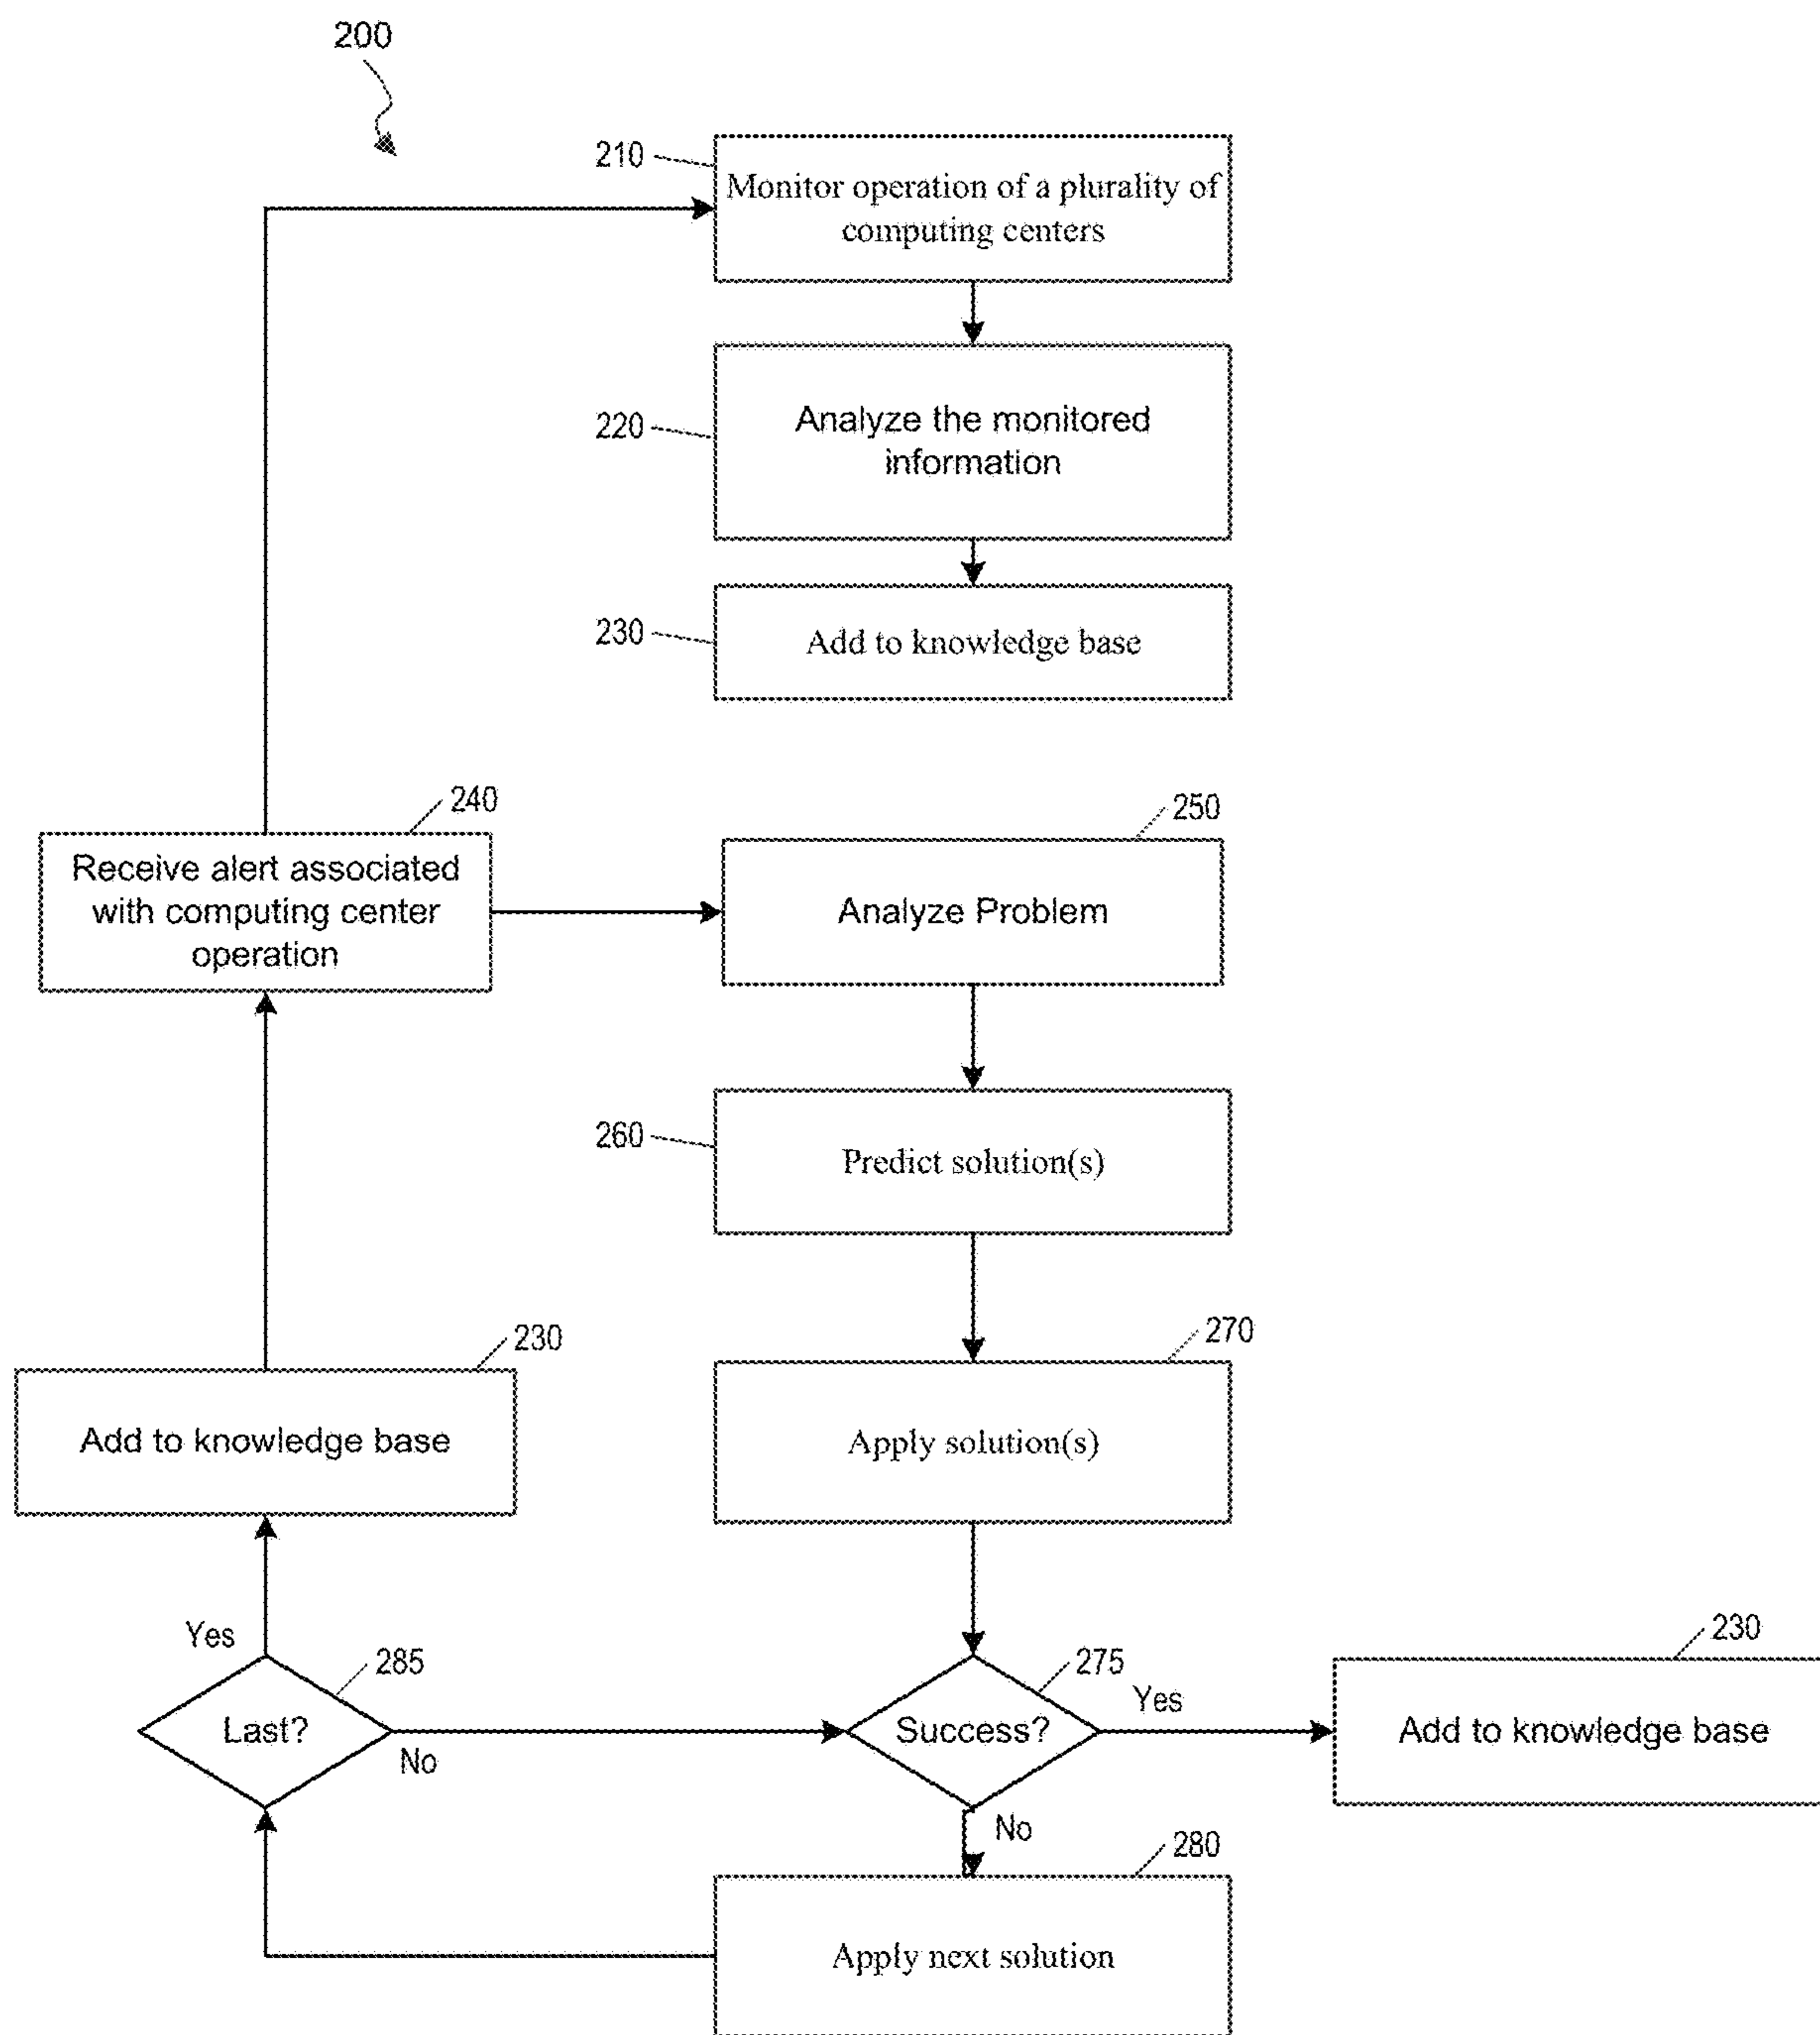 200
210
Monitor operation of a plurality of
computing centers
220
Analyze the monitored
information
230
Add to knowledge base
240
Receive alert associated
with computing center
operation
250
Analyze Problem
260
Predict solution(s)
230
Add to knowledge base
270
Apply solution(s)
Yes
285
Last?
No
275
Success?
Yes
No
230
Add to knowledge base
280
Apply next solution